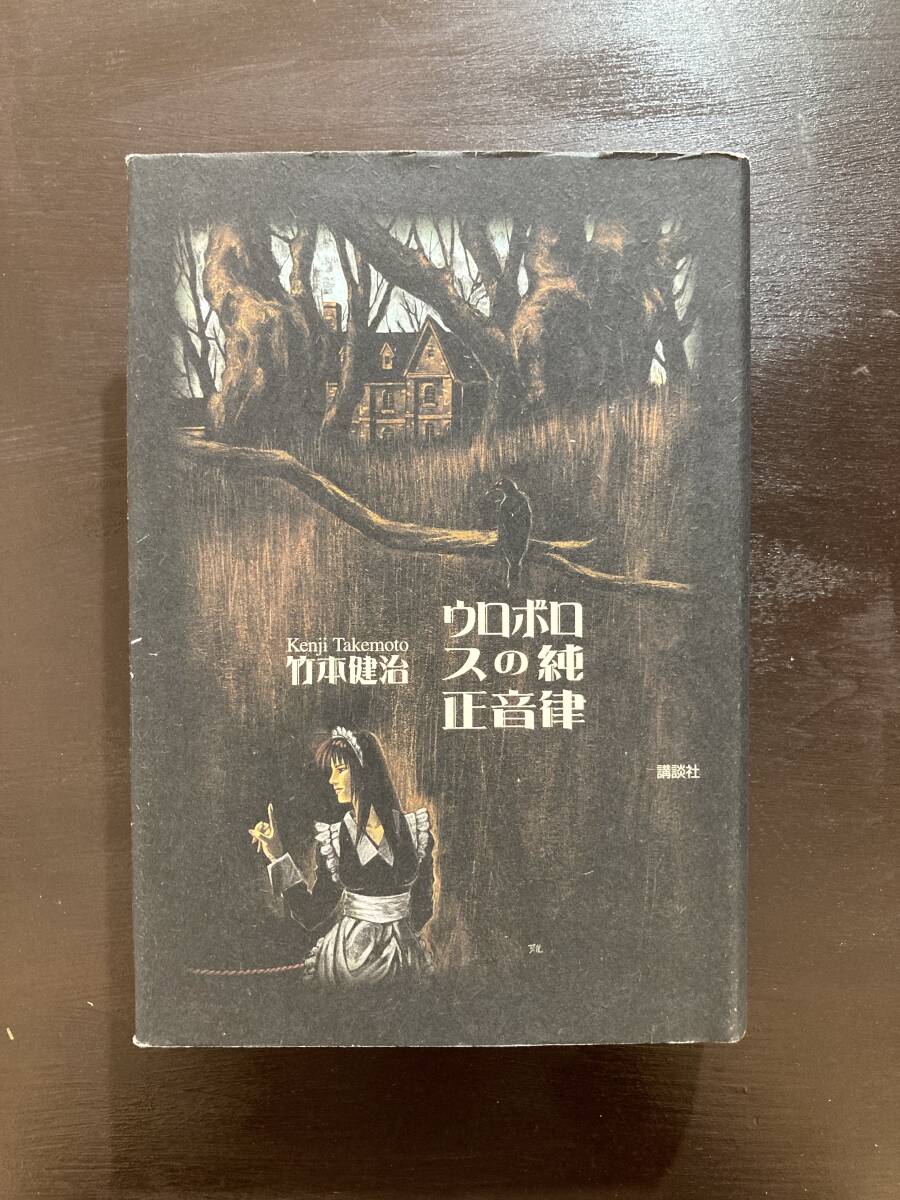 ウロボロ
スの純
正音律
Kenji Takemoto
竹本健治
講談社